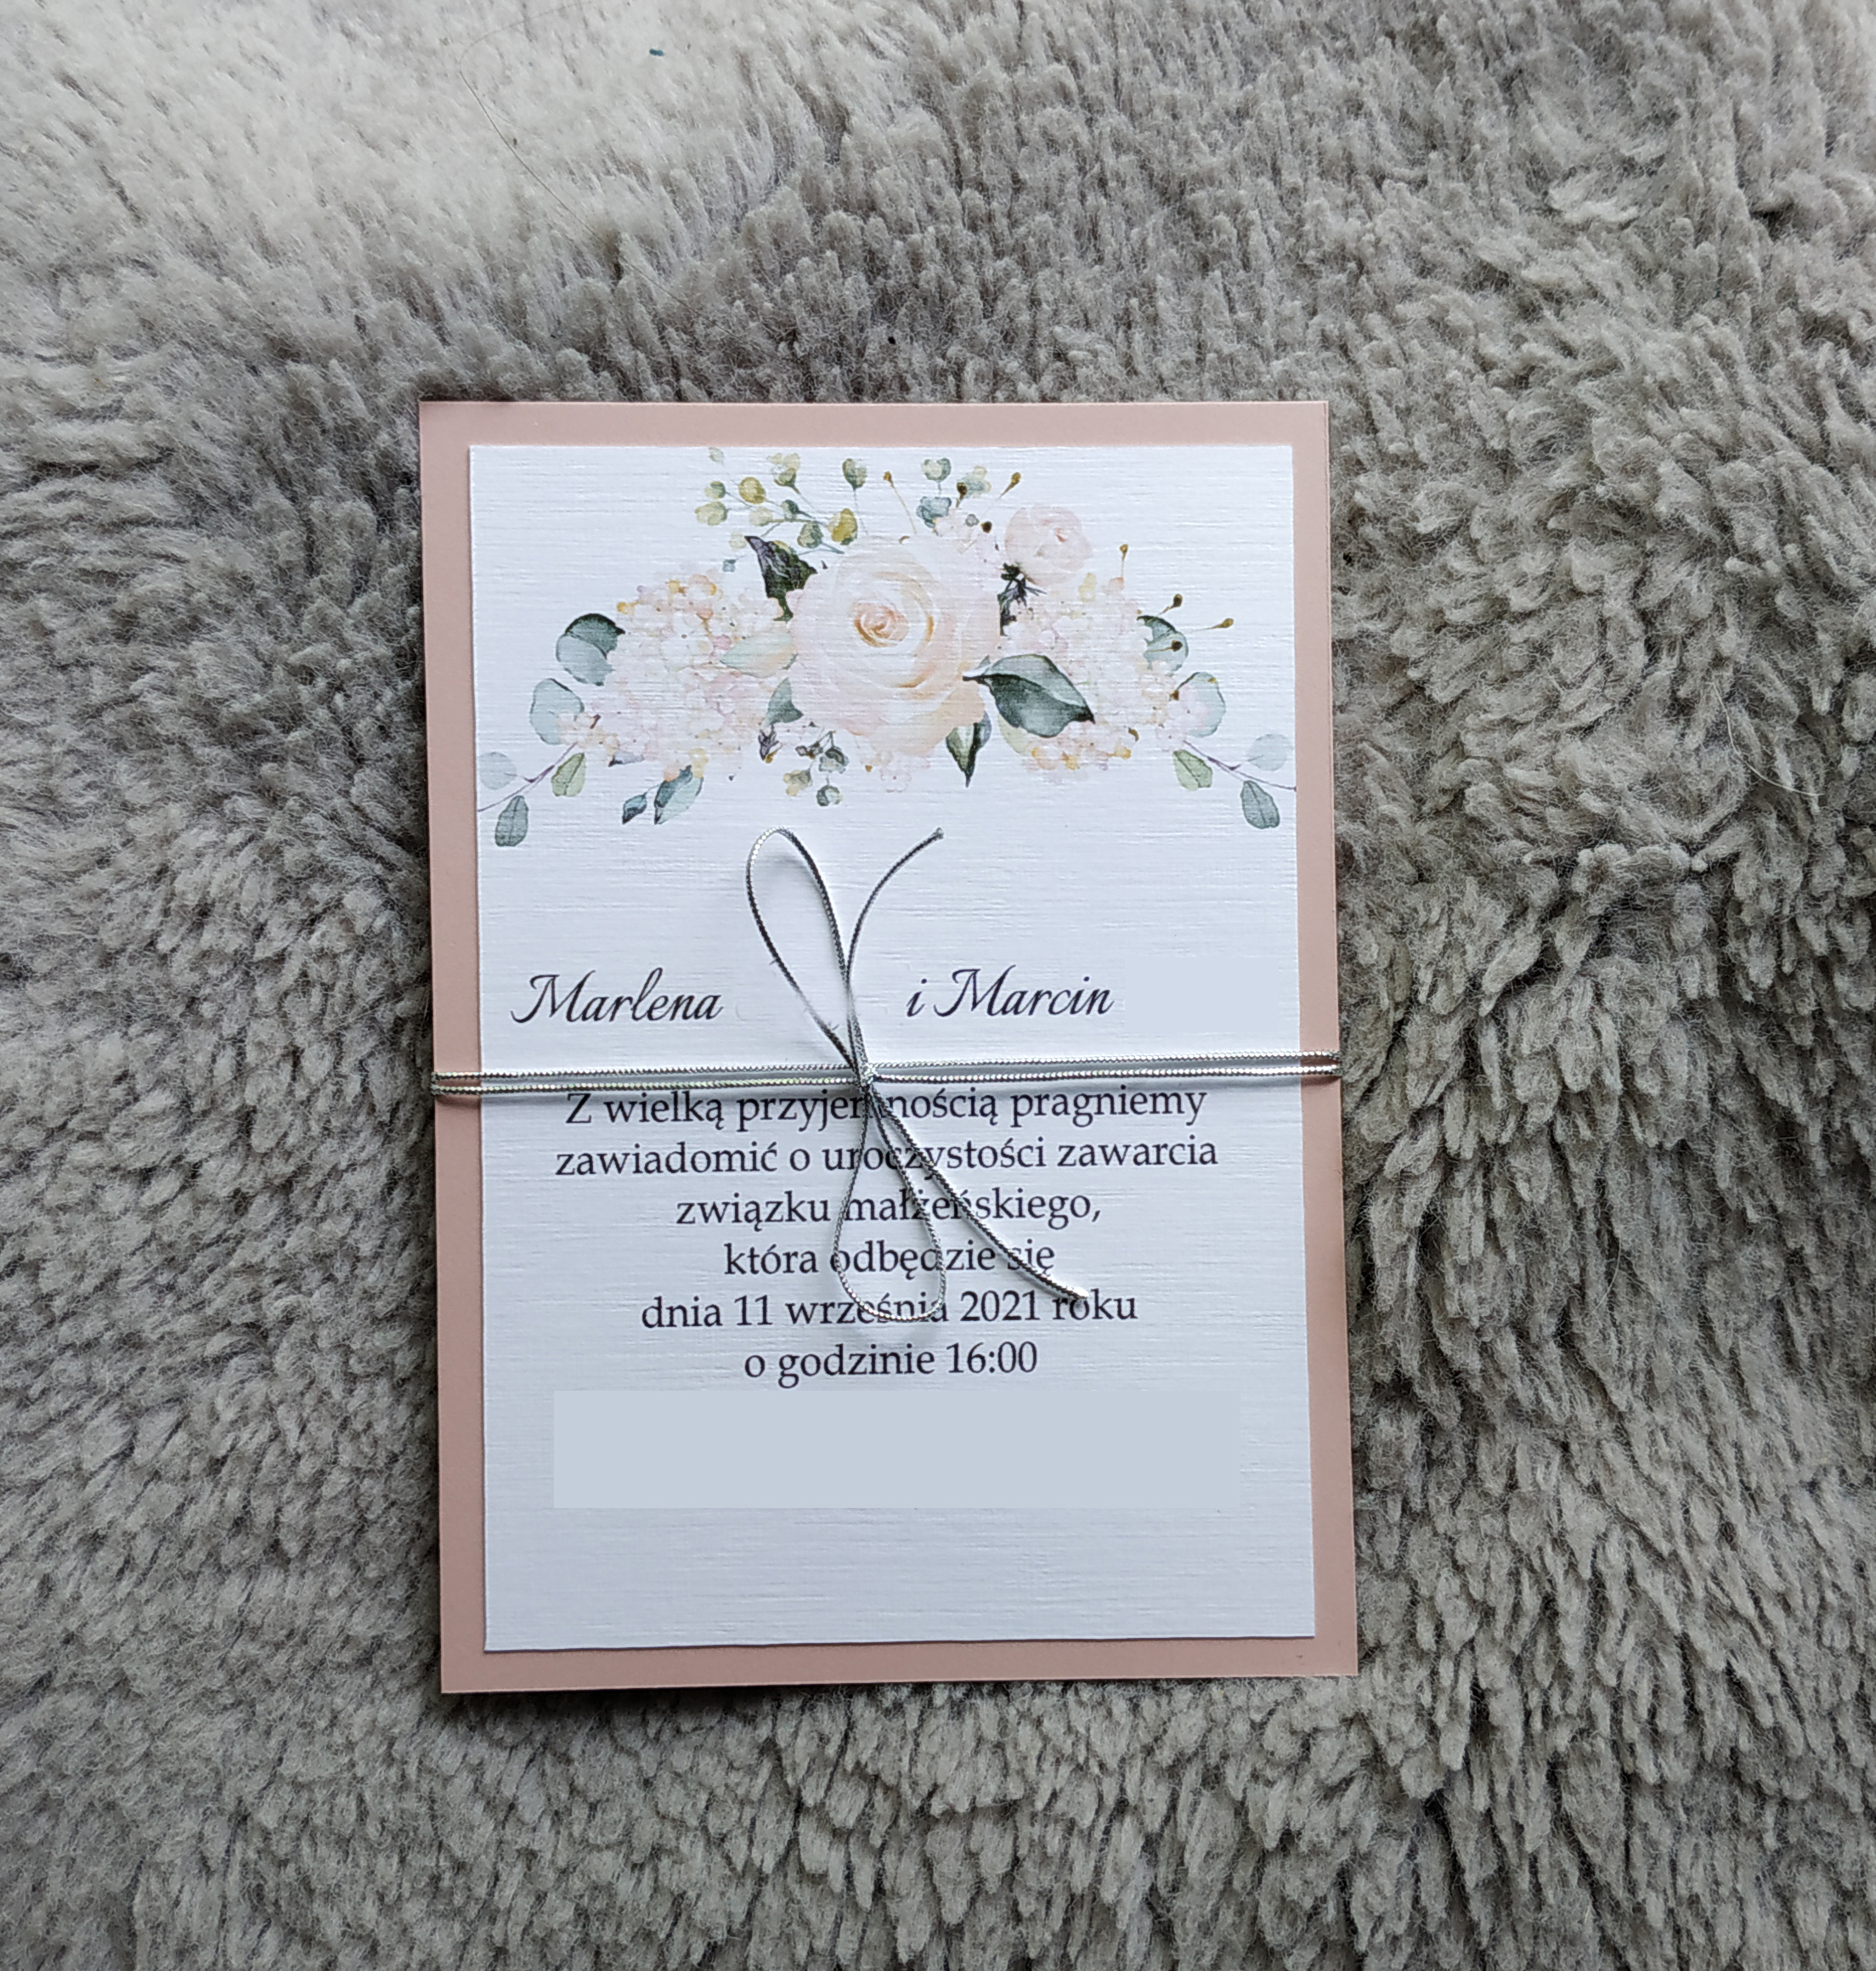 Marlena i Marcin
Z wielką przyjemnością pragniemy
zawiadomić o uroczystości zawarcia
związku małżeńskiego,
która odbędzie się
dnia 11 września 2021 roku
o godzinie 16:00